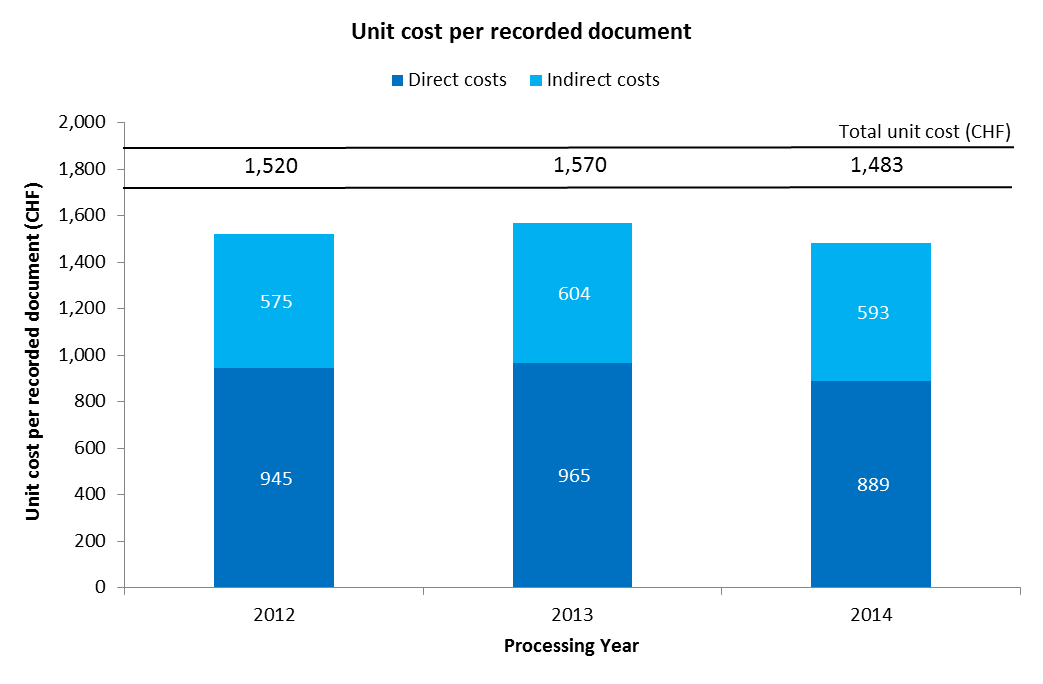 Unit cost per recorded document
Direct costs Indirect costs
Total unit cost (CHF)
1,520 1,570 1,483
Unit cost per recorded document (CHF)
2,000
1,800
1,600
1,400
1,200
1,000
800
600
400
200
0
575 604 593
945 965 889
2012 2013 2014
Processing Year